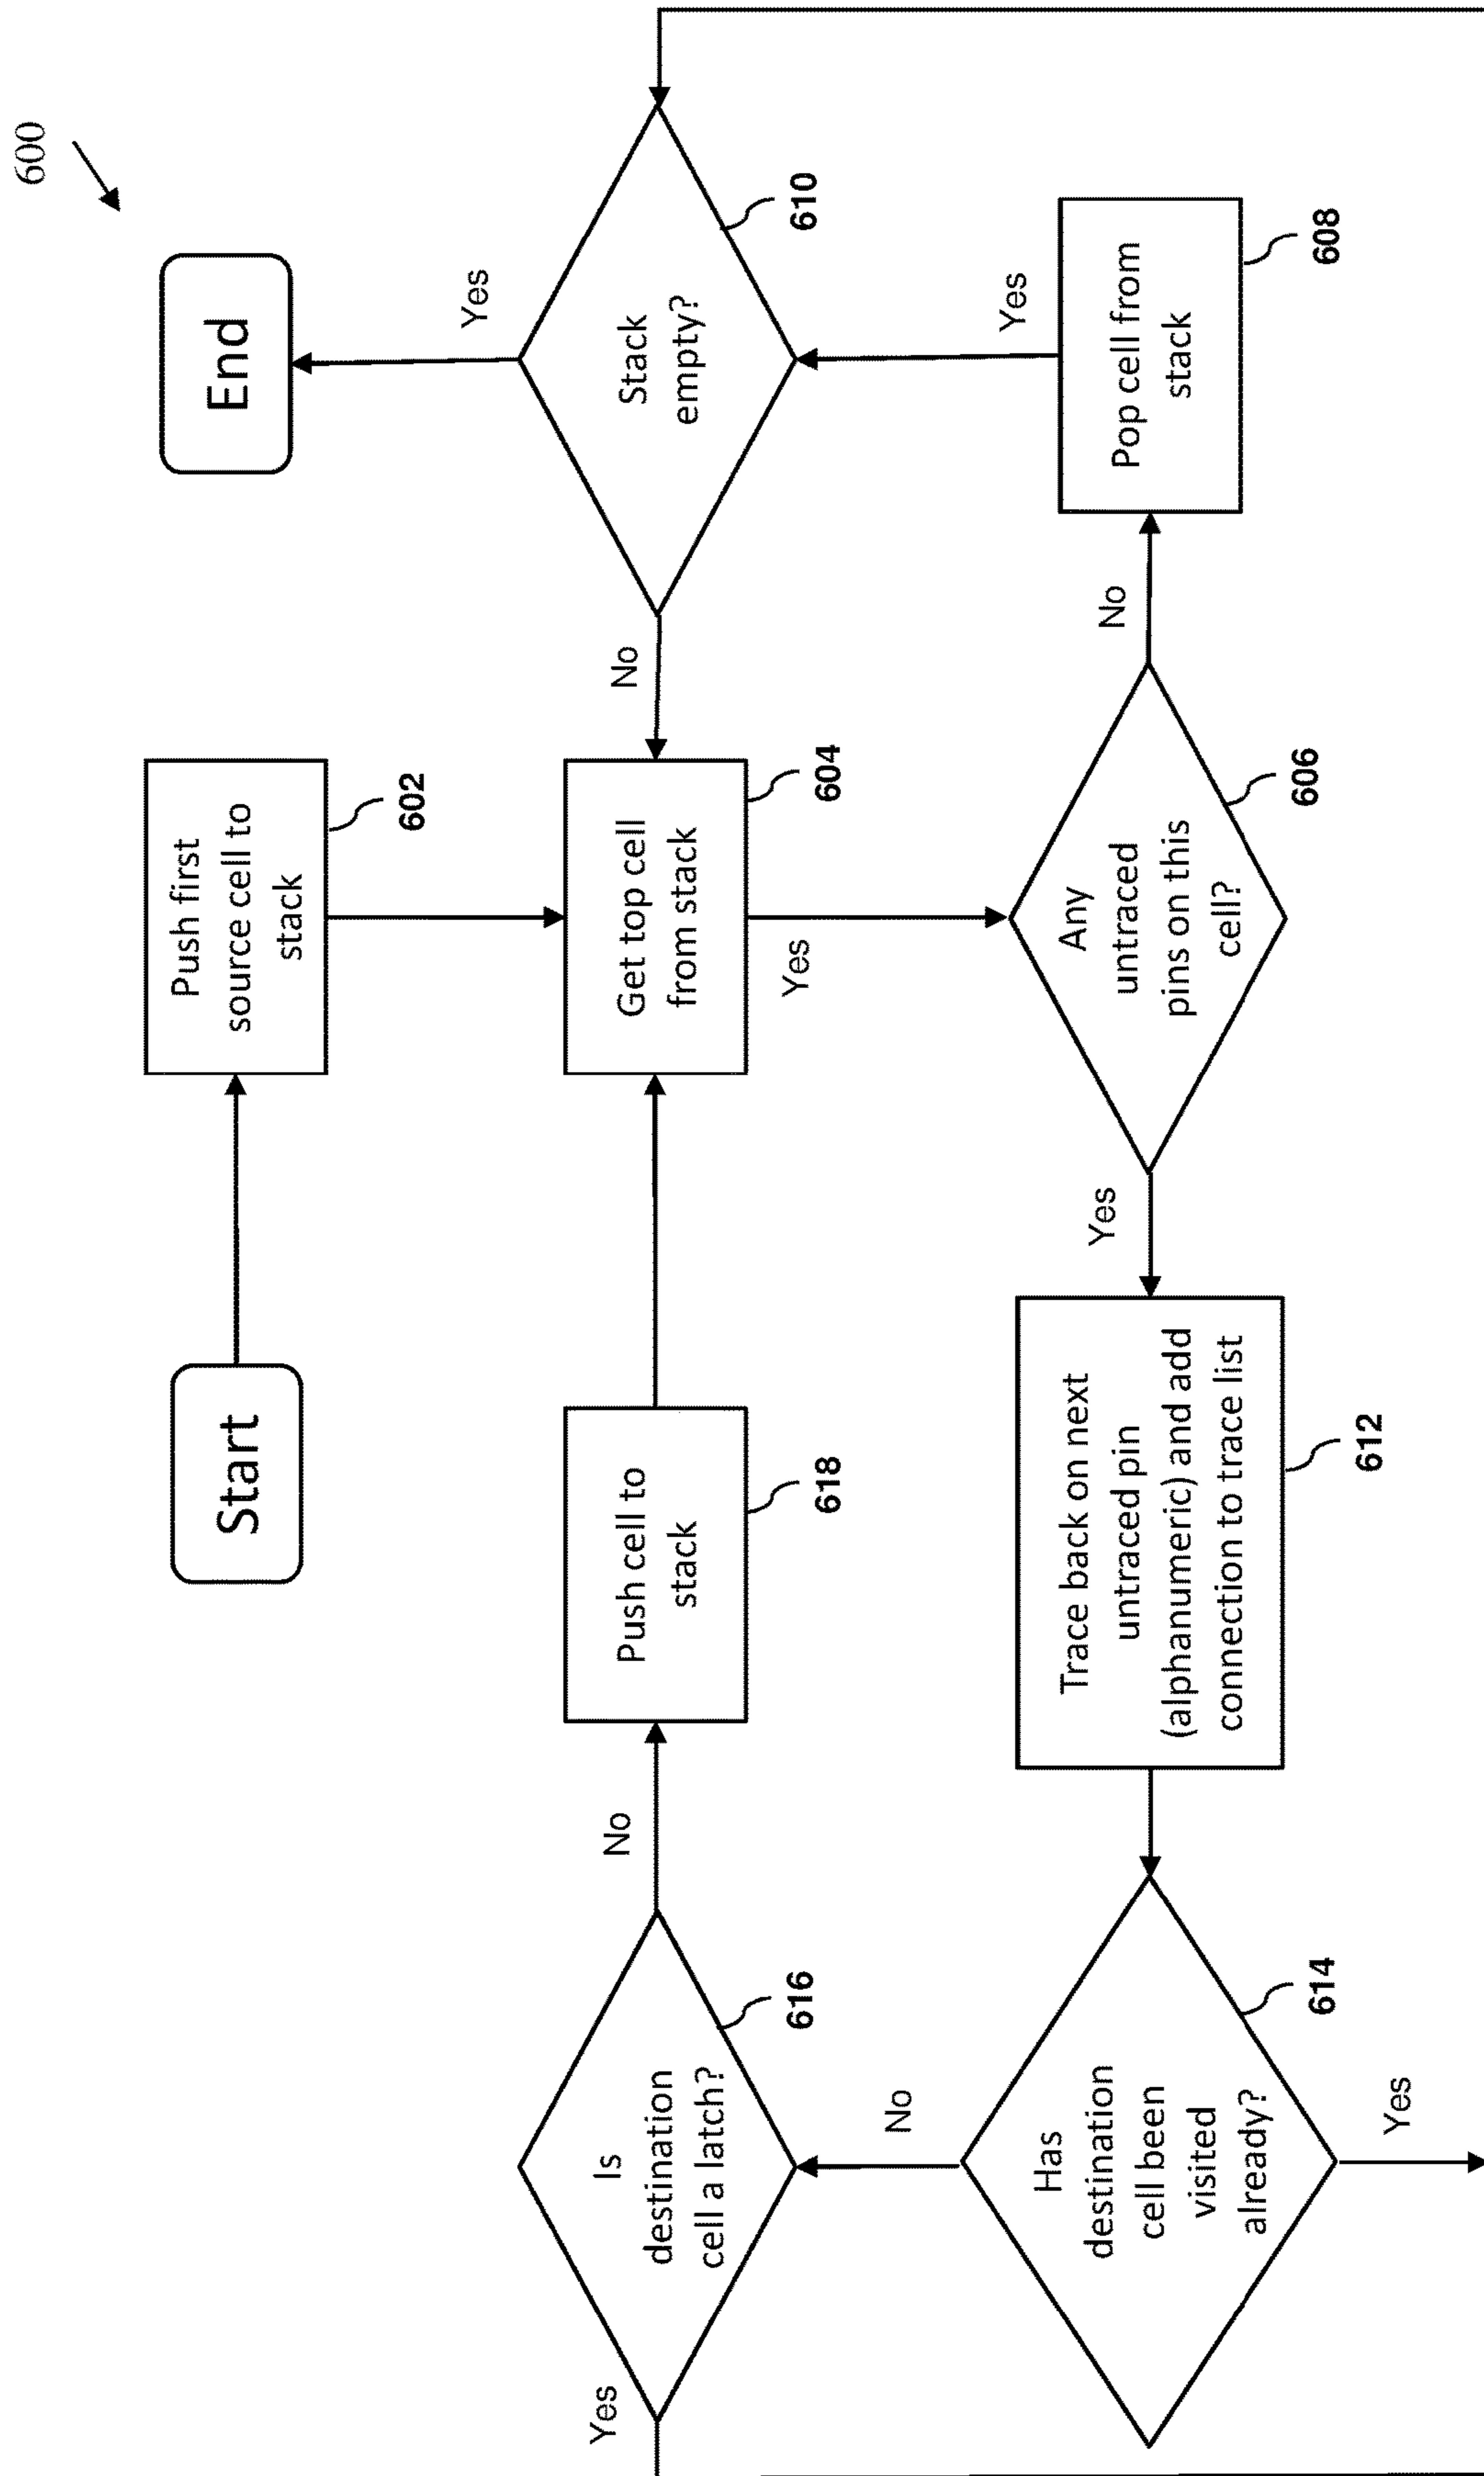 600
Start
Push first
source cell to
stack
602
End
Yes
Is
destination
cell a latch?
616
No
Push cell to
stack
618
Get top cell
from stack
604
Yes
No
Stack
empty?
610
Yes
No
Yes
Has
destination
cell been
visited
already?
614
Yes
Trace back on next
untraced pin
(alphanumeric) and add
connection to trace list
612
Yes
Any
untraced
pins on this
cell?
606
No
Pop cell from
stack
608